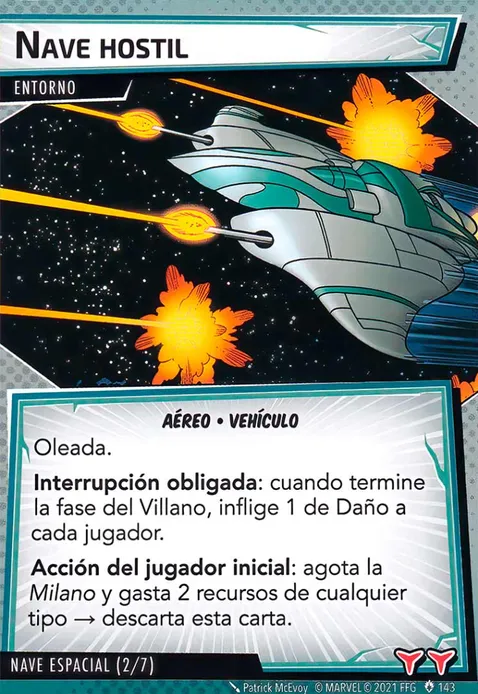 NAVE HOSTIL
ENTORNO
AÉREO • VEHÍCULO
Oleada.
Interrupción obligada: cuando termine
la fase del Villano, inflige 1 de Daño a
cada jugador.
Acción del jugador inicial: agota la
Milano y gasta 2 recursos de cualquier
tipo → descarta esta carta.
NAVE ESPACIAL (2/7)
Patrick McEvoy © MARVEL © 2021 FFG 143